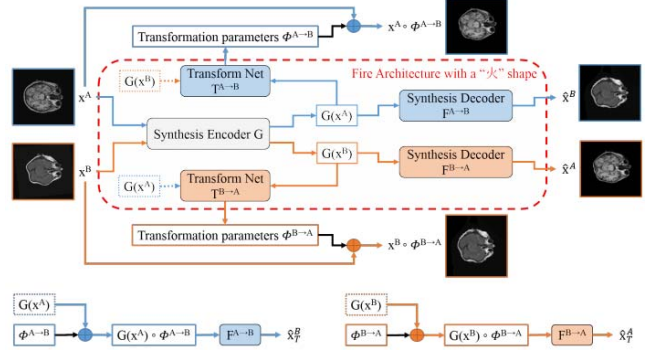 Transformation parameters Φ^{A→B}
x^A ∘ Φ^{A→B}
G(x^B)
Transform Net
T^{A→B}
Fire Architecture with a "火" shape
x^A
G(x^A)
Synthesis Decoder
F^{A→B}
x̂^B
Synthesis Encoder G
x^B
G(x^B)
Synthesis Decoder
F^{B→A}
x̂^A
G(x^A)
Transform Net
T^{B→A}
Transformation parameters Φ^{B→A}
x^B ∘ Φ^{B→A}
G(x^A)
Φ^{A→B}
G(x^A) ∘ Φ^{A→B}
F^{A→B}
x̂_T^B
G(x^B)
Φ^{B→A}
G(x^B) ∘ Φ^{B→A}
F^{B→A}
x̂_T^A